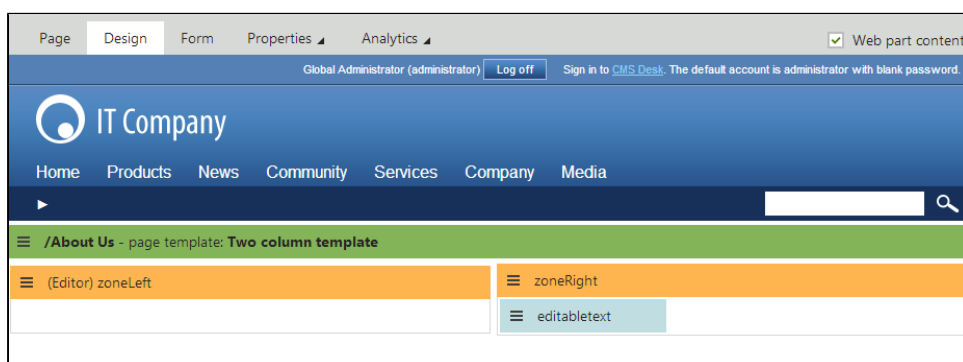 Page Design Form Properties Analytics Web part content
Global Administrator (administrator) Log off Sign in to CMS Desk. The default account is administrator with blank password.
IT Company
Home Products News Community Services Company Media
/About Us - page template: Two column template
(Editor) zoneLeft zoneRight
editabletext